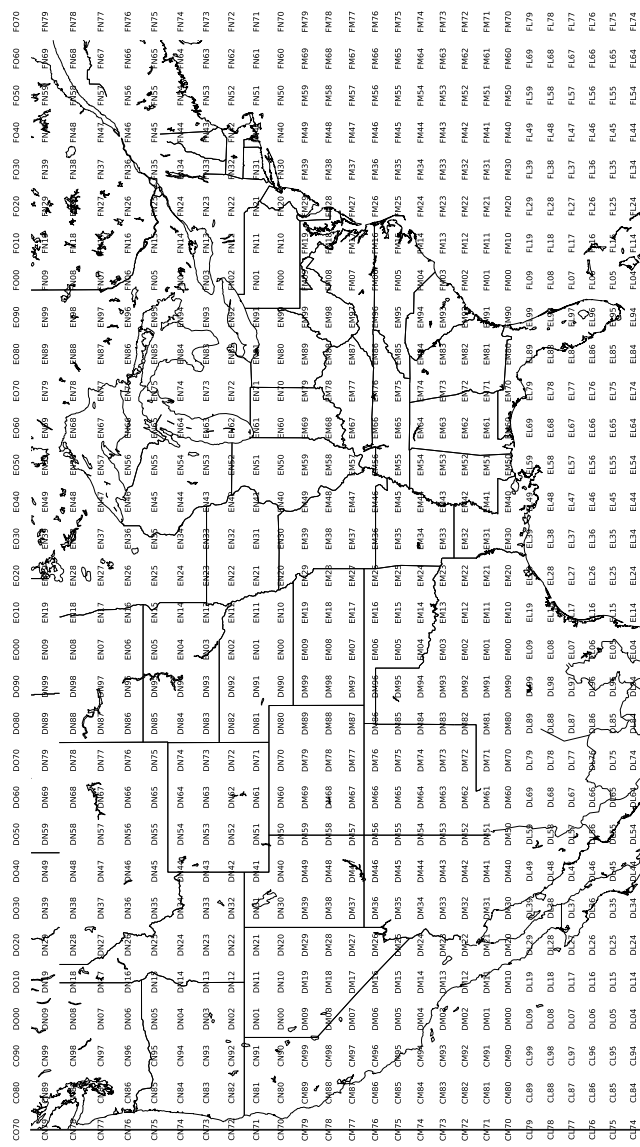 CO70 CO80 CO90 DO00 DO10 DO20 DO30 DO40 DO50 DO60 DO70 DO80 DO90 EO00 EO10 EO20 EO30 EO40 EO50 EO60 EO70 EO80 EO90 FO00 FO10 FO20 FO30 FO40 FO50 FO60 FO70
CN79 CN89 CN99 DN09 DN19 DN29 DN39 DN49 DN59 DN69 DN79 DN89 DN99 EN09 EN19 EN29 EN39 EN49 EN59 EN69 EN79 EN89 EN99 FN09 FN19 FN29 FN39 FN49 FN59 FN69 FN79
CN78 CN88 CN98 DN08 DN18 DN28 DN38 DN48 DN58 DN68 DN78 DN88 DN98 EN08 EN18 EN28 EN38 EN48 EN58 EN68 EN78 EN88 EN98 FN08 FN18 FN28 FN38 FN48 FN58 FN68 FN78
CN77 CN87 CN97 DN07 DN17 DN27 DN37 DN47 DN57 DN67 DN77 DN87 DN97 EN07 EN17 EN27 EN37 EN47 EN57 EN67 EN77 EN87 EN97 FN07 FN17 FN27 FN37 FN47 FN57 FN67 FN77
CN76 CN86 CN96 DN06 DN16 DN26 DN36 DN46 DN56 DN66 DN76 DN86 DN96 EN06 EN16 EN26 EN36 EN46 EN56 EN66 EN76 EN86 EN96 FN06 FN16 FN26 FN36 FN46 FN56 FN66 FN76
CN75 CN85 CN95 DN05 DN15 DN25 DN35 DN45 DN55 DN65 DN75 DN85 DN95 EN05 EN15 EN25 EN35 EN45 EN55 EN65 EN75 EN85 EN95 FN05 FN15 FN25 FN35 FN45 FN55 FN65 FN75
CN74 CN84 CN94 DN04 DN14 DN24 DN34 DN44 DN54 DN64 DN74 DN84 DN94 EN04 EN14 EN24 EN34 EN44 EN54 EN64 EN74 EN84 EN94 FN04 FN14 FN24 FN34 FN44 FN54 FN64 FN74
CN73 CN83 CN93 DN03 DN13 DN23 DN33 DN43 DN53 DN63 DN73 DN83 DN93 EN03 EN13 EN23 EN33 EN43 EN53 EN63 EN73 EN83 EN93 FN03 FN13 FN23 FN33 FN43 FN53 FN63 FN73
CN72 CN82 CN92 DN02 DN12 DN22 DN32 DN42 DN52 DN62 DN72 DN82 DN92 EN02 EN12 EN22 EN32 EN42 EN52 EN62 EN72 EN82 EN92 FN02 FN12 FN22 FN32 FN42 FN52 FN62 FN72
CN71 CN81 CN91 DN01 DN11 DN21 DN31 DN41 DN51 DN61 DN71 DN81 DN91 EN01 EN11 EN21 EN31 EN41 EN51 EN61 EN71 EN81 EN91 FN01 FN11 FN21 FN31 FN41 FN51 FN61 FN71
CN70 CN80 CN90 DN00 DN10 DN20 DN30 DN40 DN50 DN60 DN70 DN80 DN90 EN00 EN10 EN20 EN30 EN40 EN50 EN60 EN70 EN80 EN90 FN00 FN10 FN20 FN30 FN40 FN50 FN60 FN70
CM79 CM89 CM99 DM09 DM19 DM29 DM39 DM49 DM59 DM69 DM79 DM89 DM99 EM09 EM19 EM29 EM39 EM49 EM59 EM69 EM79 EM89 EM99 FM09 FM19 FM29 FM39 FM49 FM59 FM69 FM79
CM78 CM88 CM98 DM08 DM18 DM28 DM38 DM48 DM58 DM68 DM78 DM88 DM98 EM08 EM18 EM28 EM38 EM48 EM58 EM68 EM78 EM88 EM98 FM08 FM18 FM28 FM38 FM48 FM58 FM68 FM78
CM77 CM87 CM97 DM07 DM17 DM27 DM37 DM47 DM57 DM67 DM77 DM87 DM97 EM07 EM17 EM27 EM37 EM47 EM57 EM67 EM77 EM87 EM97 FM07 FM17 FM27 FM37 FM47 FM57 FM67 FM77
CM76 CM86 CM96 DM06 DM16 DM26 DM36 DM46 DM56 DM66 DM76 DM86 DM96 EM06 EM16 EM26 EM36 EM46 EM56 EM66 EM76 EM86 EM96 FM06 FM16 FM26 FM36 FM46 FM56 FM66 FM76
CM75 CM85 CM95 DM05 DM15 DM25 DM35 DM45 DM55 DM65 DM75 DM85 DM95 EM05 EM15 EM25 EM35 EM45 EM55 EM65 EM75 EM85 EM95 FM05 FM15 FM25 FM35 FM45 FM55 FM65 FM75
CM74 CM84 CM94 DM04 DM14 DM24 DM34 DM44 DM54 DM64 DM74 DM84 DM94 EM04 EM14 EM24 EM34 EM44 EM54 EM64 EM74 EM84 EM94 FM04 FM14 FM24 FM34 FM44 FM54 FM64 FM74
CM73 CM83 CM93 DM03 DM13 DM23 DM33 DM43 DM53 DM63 DM73 DM83 DM93 EM03 EM13 EM23 EM33 EM43 EM53 EM63 EM73 EM83 EM93 FM03 FM13 FM23 FM33 FM43 FM53 FM63 FM73
CM72 CM82 CM92 DM02 DM12 DM22 DM32 DM42 DM52 DM62 DM72 DM82 DM92 EM02 EM12 EM22 EM32 EM42 EM52 EM62 EM72 EM82 EM92 FM02 FM12 FM22 FM32 FM42 FM52 FM62 FM72
CM71 CM81 CM91 DM01 DM11 DM21 DM31 DM41 DM51 DM61 DM71 DM81 DM91 EM01 EM11 EM21 EM31 EM41 EM51 EM61 EM71 EM81 EM91 FM01 FM11 FM21 FM31 FM41 FM51 FM61 FM71
CM70 CM80 CM90 DM00 DM10 DM20 DM30 DM40 DM50 DM60 DM70 DM80 DM90 EM00 EM10 EM20 EM30 EM40 EM50 EM60 EM70 EM80 EM90 FM00 FM10 FM20 FM30 FM40 FM50 FM60 FM70
CL79 CL89 CL99 DL09 DL19 DL29 DL39 DL49 DL59 DL69 DL79 DL89 DL99 EL09 EL19 EL29 EL39 EL49 EL59 EL69 EL79 EL89 EL99 FL09 FL19 FL29 FL39 FL49 FL59 FL69 FL79
CL78 CL88 CL98 DL08 DL18 DL28 DL38 DL48 DL58 DL68 DL78 DL88 DL98 EL08 EL18 EL28 EL38 EL48 EL58 EL68 EL78 EL88 EL98 FL08 FL18 FL28 FL38 FL48 FL58 FL68 FL78
CL77 CL87 CL97 DL07 DL17 DL27 DL37 DL47 DL57 DL67 DL77 DL87 DL97 EL07 EL17 EL27 EL37 EL47 EL57 EL67 EL77 EL87 EL97 FL07 FL17 FL27 FL37 FL47 FL57 FL67 FL77
CL76 CL86 CL96 DL06 DL16 DL26 DL36 DL46 DL56 DL66 DL76 DL86 DL96 EL06 EL16 EL26 EL36 EL46 EL56 EL66 EL76 EL86 EL96 FL06 FL16 FL26 FL36 FL46 FL56 FL66 FL76
CL75 CL85 CL95 DL05 DL15 DL25 DL35 DL45 DL55 DL65 DL75 DL85 DL95 EL05 EL15 EL25 EL35 EL45 EL55 EL65 EL75 EL85 EL95 FL05 FL15 FL25 FL35 FL45 FL55 FL65 FL75
CL74 CL84 CL94 DL04 DL14 DL24 DL34 DL44 DL54 DL64 DL74 DL84 DL94 EL04 EL14 EL24 EL34 EL44 EL54 EL64 EL74 EL84 EL94 FL04 FL14 FL24 FL34 FL44 FL54 FL64 FL74